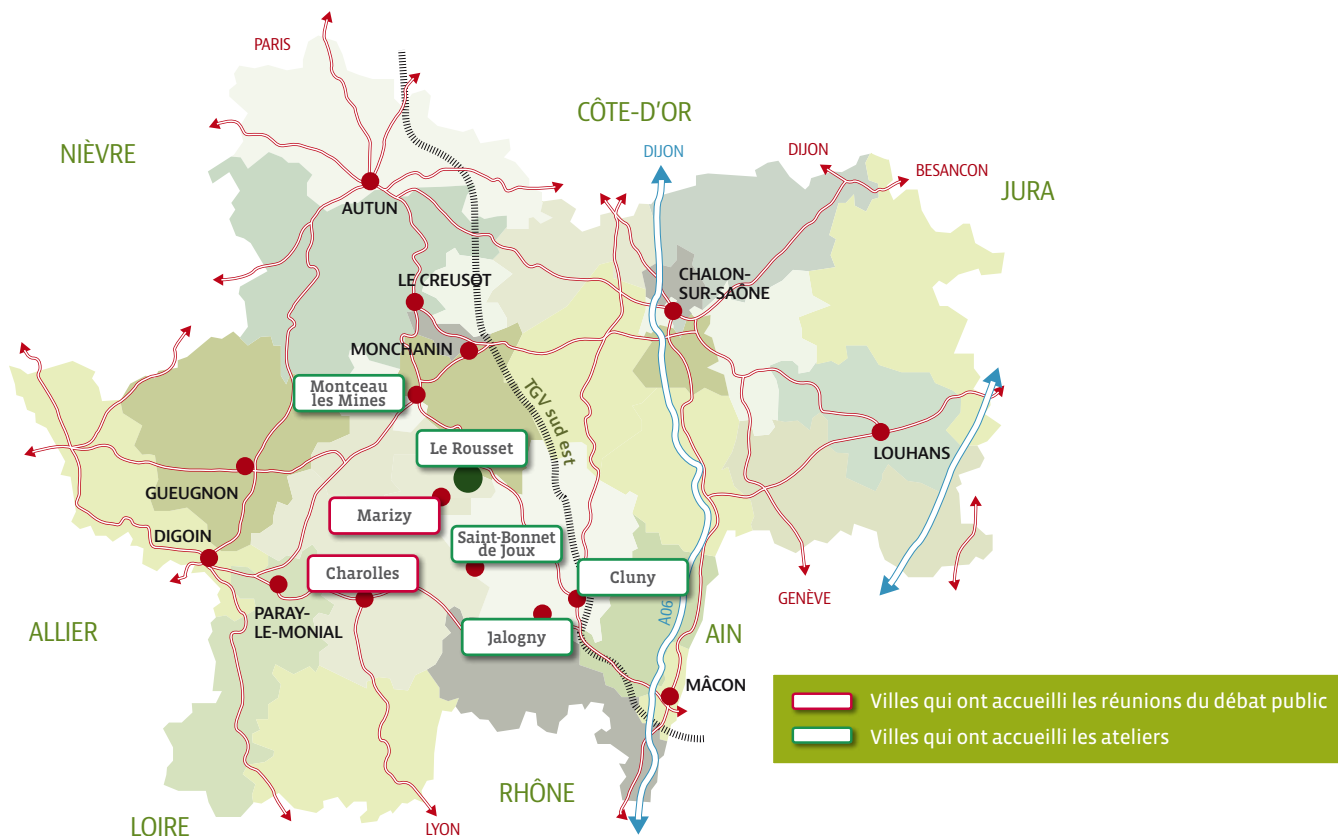 PARIS
CÔTE-D'OR
NIÈVRE
DIJON
DIJON
BESANCON
JURA
AUTUN
LE CREUSOT
CHALON-
SUR-SAÔNE
MONCHANIN
TGV sud est
Montceau
les Mines
Le Rousset
LOUHANS
GUEUGNON
Marizy
DIGOIN
Saint-Bonnet
de Joux
Charolles
Cluny
GENÈVE
PARAY-
LE-MONIAL
A06
ALLIER
Jalogny
AIN
MÂCON
Villes qui ont accueilli les réunions du débat public
Villes qui ont accueilli les ateliers
RHÔNE
LOIRE
LYON